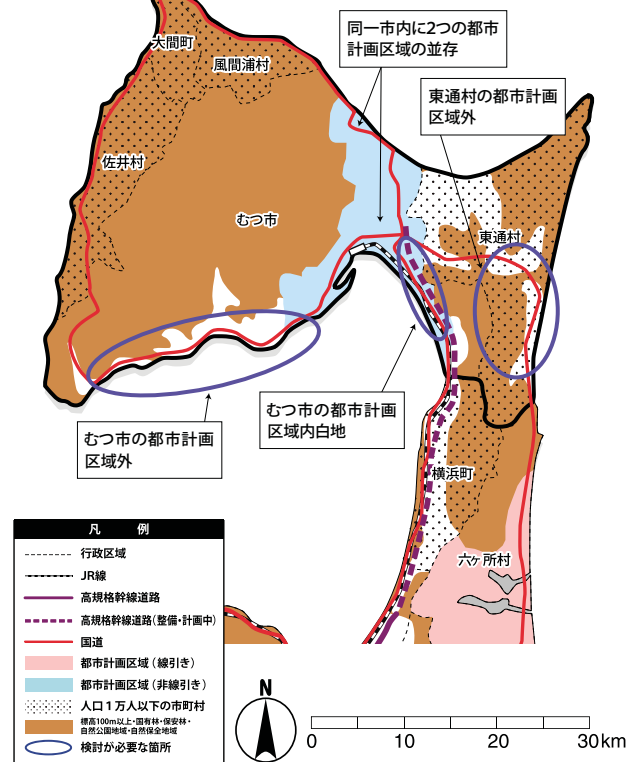 同一市内に2つの都市
計画区域の並存
大間町
風間浦村
東通村の都市計画
区域外
佐井村
むつ市
東通村
むつ市の都市計画
区域内白地
むつ市の都市計画
区域外
横浜町
六ヶ所村
凡 例
行政区域
JR線
高規格幹線道路
高規格幹線道路(整備・計画中)
国道
都市計画区域(線引き)
都市計画区域(非線引き)
人口1万人以下の市町村
標高100m以上・国有林・保安林・
自然公園地域・自然保全地域
検討が必要な箇所
N
0 10 20 30km